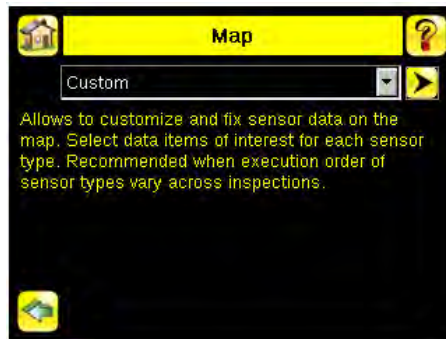 Map
?
Custom
Allows to customize and fix sensor data on the
map. Select data items of interest for each sensor
type. Recommended when execution order of
sensor types vary across inspections.